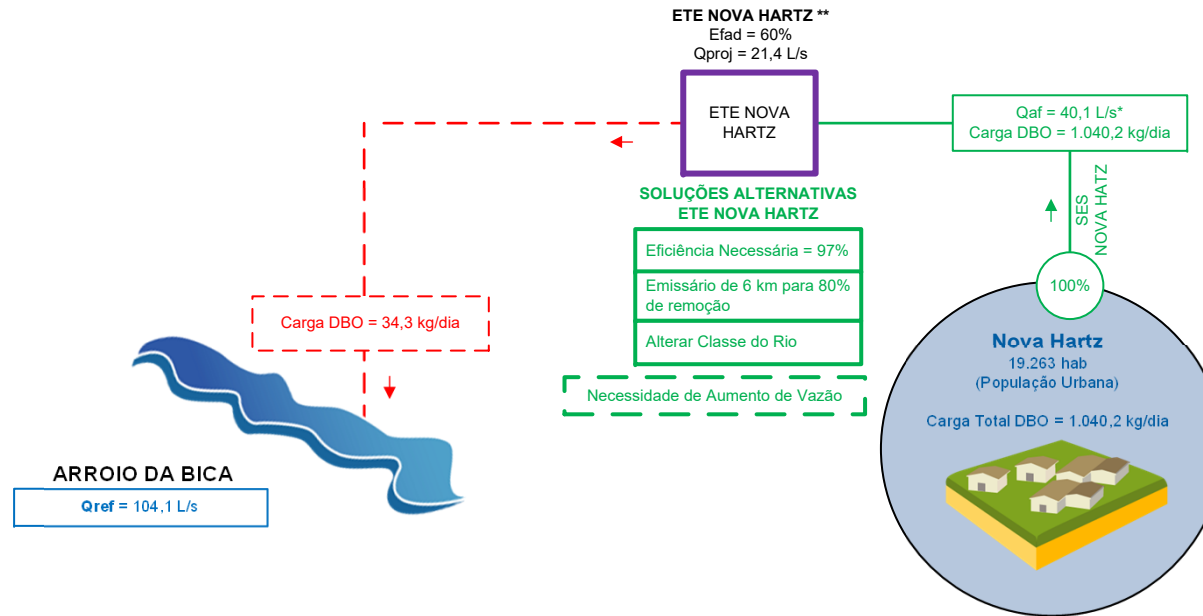 ETE NOVA HARTZ **
Efad = 60%
Qproj = 21,4 L/s
ETE NOVA
HARTZ
Qaf = 40,1 L/s*
Carga DBO = 1.040,2 kg/dia
SOLUÇÕES ALTERNATIVAS
ETE NOVA HARTZ
Eficiência Necessária = 97%
Emissário de 6 km para 80%
de remoção
Alterar Classe do Rio
Necessidade de Aumento de Vazão
SES
NOVA HATZ
100%
Nova Hartz
19.263 hab
(População Urbana)
Carga Total DBO = 1.040,2 kg/dia
Carga DBO = 34,3 kg/dia
ARROIO DA BICA
Qref = 104,1 L/s